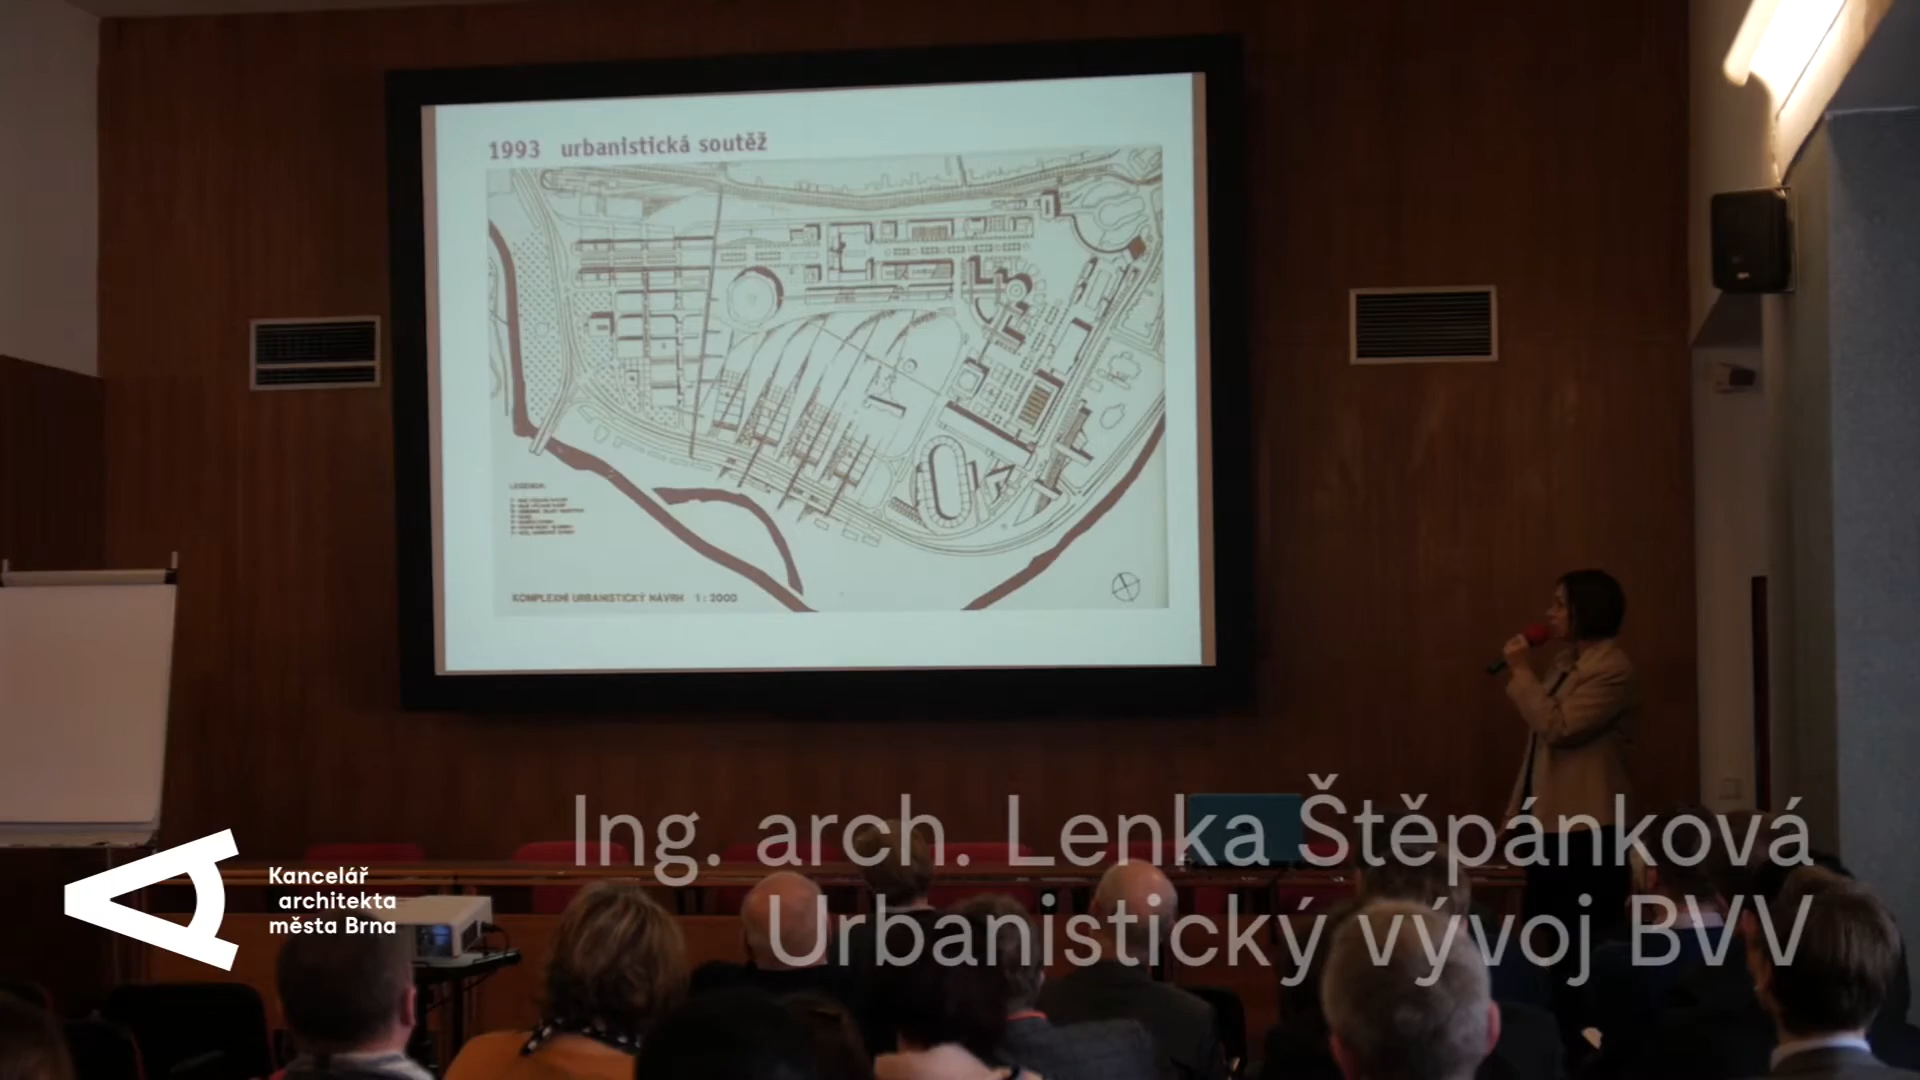 1993 urbanistická soutěž
LEGENDA:
KOMPLEXNÍ URBANISTICKÝ NÁVRH 1 : 2000
Ing. arch. Lenka Štěpánková
Urbanistický vývoj BVV
Kancelář
architekta
města Brna